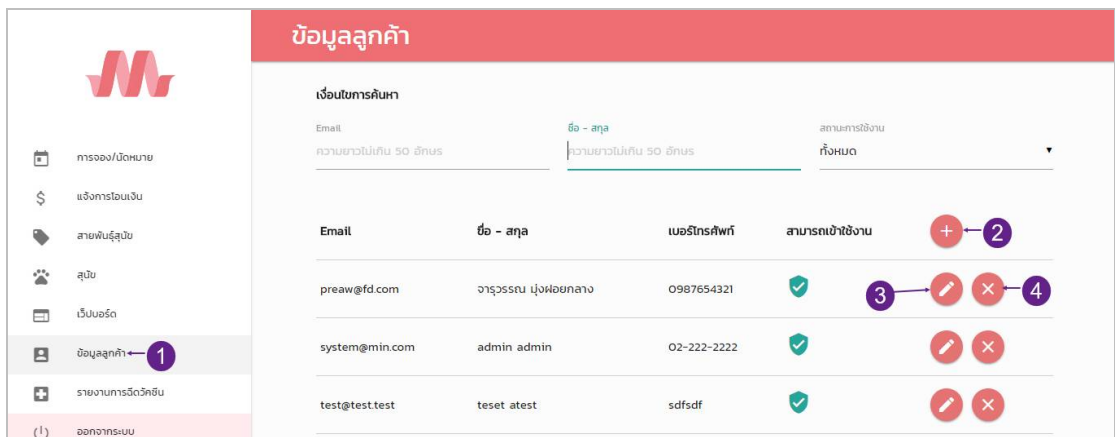 ข้อมูลลูกค้า
เงื่อนไขการค้นหา
Email
ชื่อ - สกุล
สถานะการใช้งาน
ความยาวไม่เกิน 50 อักษร
ความยาวไม่เกิน 50 อักษร
ทั้งหมด
การจอง/นัดหมาย
แจ้งการโอนเงิน
สายพันธุ์สุนัข
สุนัข
เว็บบอร์ด
ข้อมูลลูกค้า 1
รายงานการฉีดวัคซีน
ออกจากระบบ
Email ชื่อ - สกุล เบอร์โทรศัพท์ สามารถเข้าใช้งาน 2
preaw@fd.com จารุวรรณ มุ่งฝอยกลาง 0987654321 3 4
system@min.com admin admin 02-222-2222
test@test.test teset atest sdfsdf